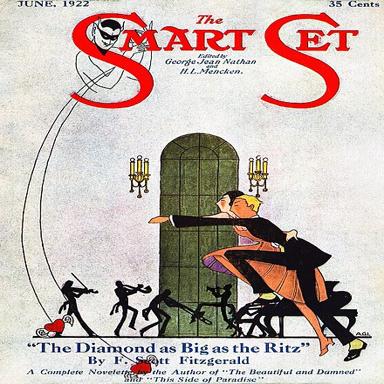 JUNE, 1922
35 Cents
The
SMART SET
Edited by
George Jean Nathan
and
H.L. Mencken.
AGL
"The Diamond as Big as the Ritz"
By F. Scott Fitzgerald
A Complete Novelette by the Author of "The Beautiful and Damned"
and "This Side of Paradise"